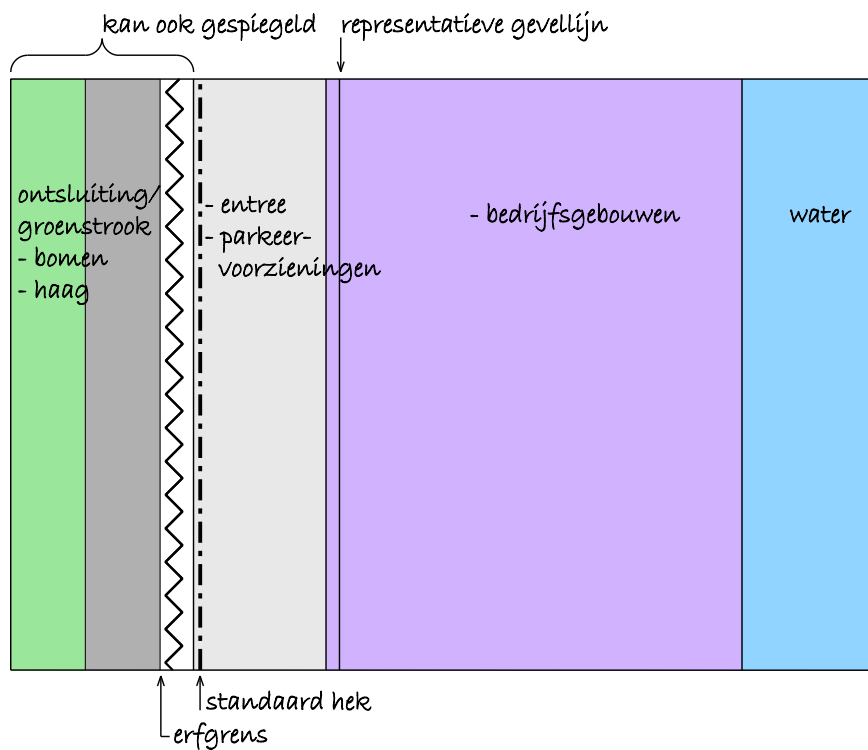 kan ook gespiegeld
representatieve gevellijn
ontsluiting/
groenstrook
- bomen
- haag
- entree
- parkeer-
voorzieningen
- bedrijfsgebouwen
water
standaard hek
erfgrens